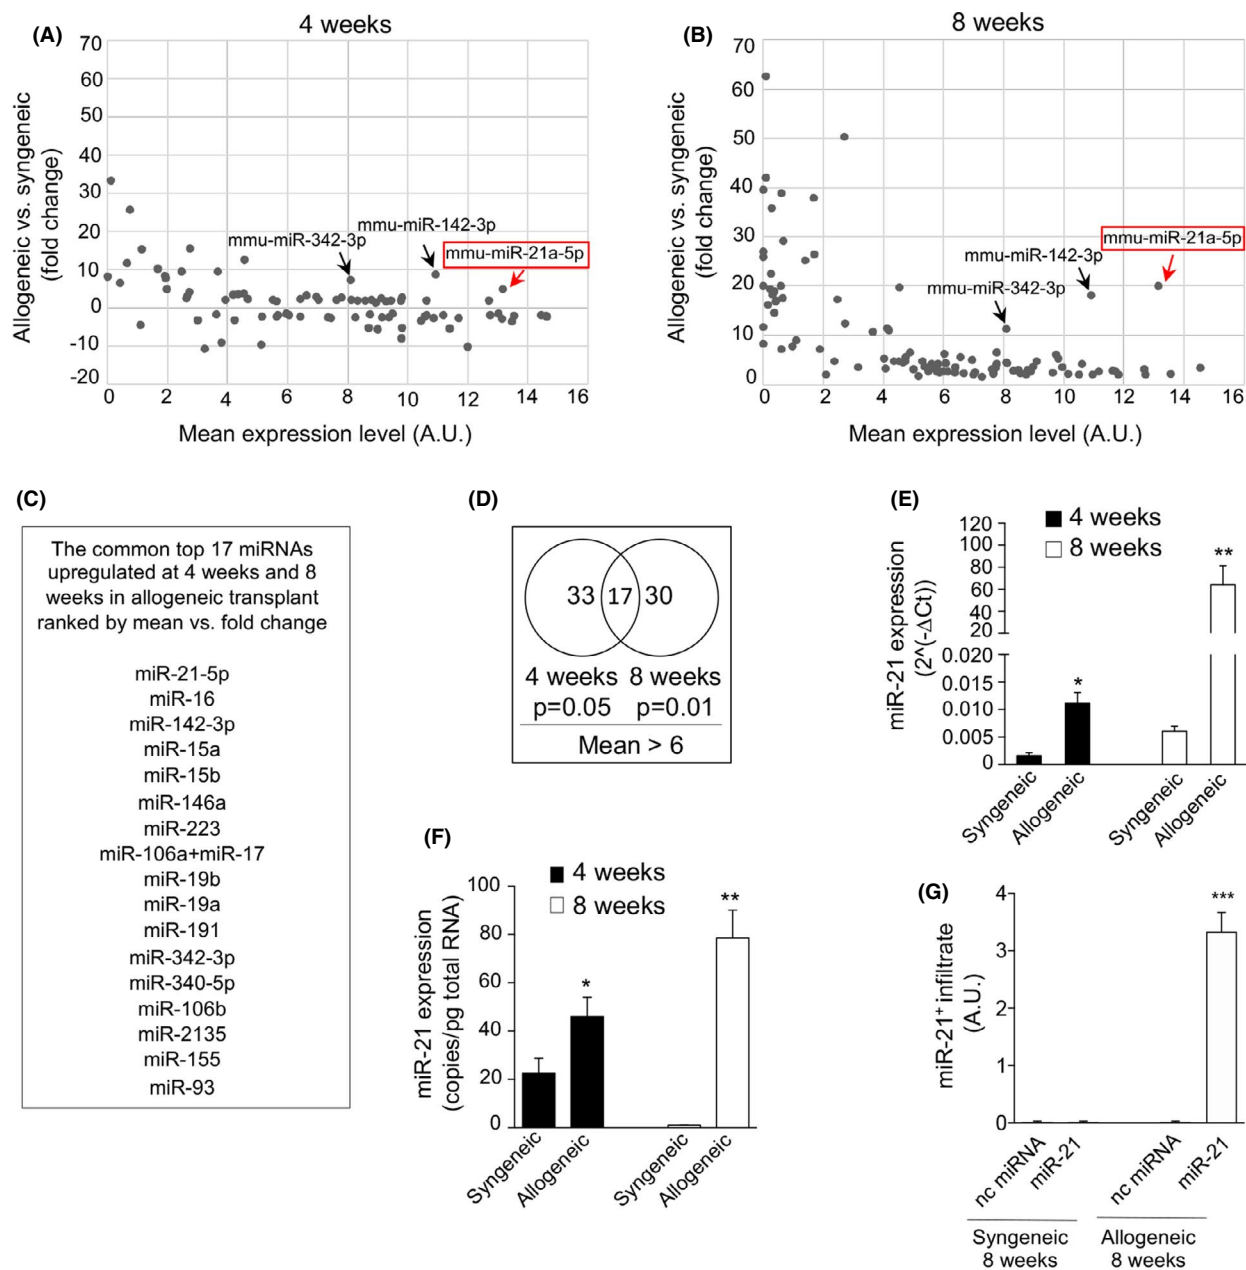 (A)
4 weeks
Allogeneic vs. syngeneic
(fold change)
70
60
50
40
30
20
10
0
-10
-20
mmu-miR-342-3p
mmu-miR-142-3p
mmu-miR-21a-5p
0 2 4 6 8 10 12 14 16
Mean expression level (A.U.)
(B)
8 weeks
Allogeneic vs. syngeneic
(fold change)
70
60
50
40
30
20
10
0
mmu-miR-21a-5p
mmu-miR-142-3p
mmu-miR-342-3p
0 2 4 6 8 10 12 14 16
Mean expression level (A.U.)
(C)
The common top 17 miRNAs
upregulated at 4 weeks and 8
weeks in allogeneic transplant
ranked by mean vs. fold change
miR-21-5p
miR-16
miR-142-3p
miR-15a
miR-15b
miR-146a
miR-223
miR-106a+miR-17
miR-19b
miR-19a
miR-191
miR-342-3p
miR-340-5p
miR-106b
miR-2135
miR-155
miR-93
(D)
33 17 30
4 weeks 8 weeks
p=0.05 p=0.01
Mean > 6
(E)
4 weeks
8 weeks
miR-21 expression
(2^(-ΔCt))
120
100
80
60
40
20
0.020
0.015
0.010
0.005
0
*
**
Syngeneic
Allogeneic
Syngeneic
Allogeneic
(F)
4 weeks
8 weeks
miR-21 expression
(copies/pg total RNA)
100
80
60
40
20
0
*
**
Syngeneic
Allogeneic
Syngeneic
Allogeneic
(G)
miR-21+ infiltrate
(A.U.)
4
3
2
1
0
***
nc miRNA
miR-21
nc miRNA
miR-21
Syngeneic
8 weeks
Allogeneic
8 weeks